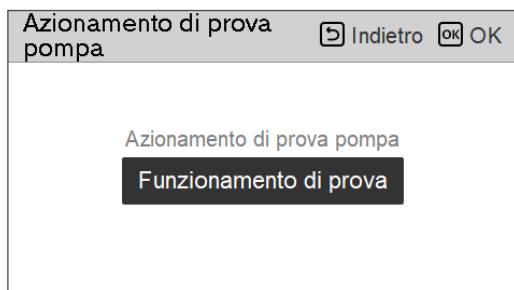 Azionamento di prova
pompa
Indietro OK OK
Azionamento di prova pompa
Funzionamento di prova